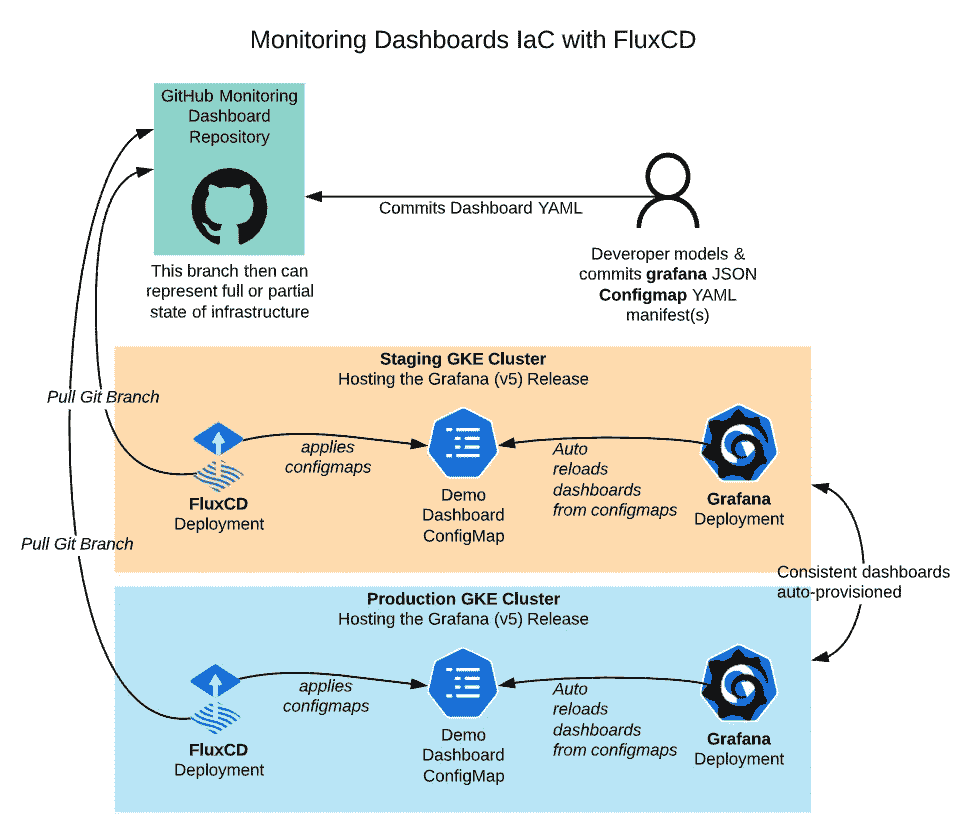 Monitoring Dashboards IaC with FluxCD
GitHub Monitoring
Dashboard
Repository
Commits Dashboard YAML
This branch then can
represent full or partial
state of infrastructure
Deveroper models &
commits grafana JSON
Configmap YAML
manifest(s)
Staging GKE Cluster
Hosting the Grafana (v5) Release
Pull Git Branch
applies
configmaps
Auto
reloads
dashboards
from configmaps
FluxCD
Deployment
Demo
Dashboard
ConfigMap
Grafana
Deployment
Pull Git Branch
Consistent dashboards
auto-provisioned
Production GKE Cluster
Hosting the Grafana (v5) Release
applies
configmaps
Auto
reloads
dashboards
from configmaps
FluxCD
Deployment
Demo
Dashboard
ConfigMap
Grafana
Deployment